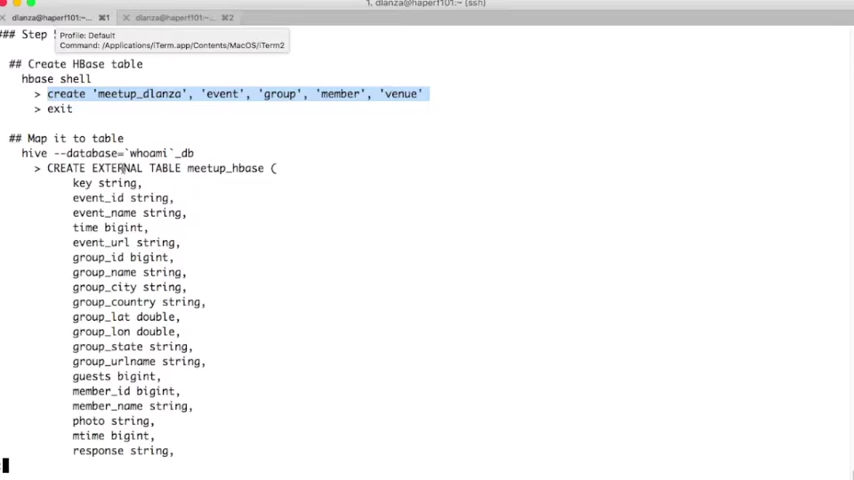 1. dlanza@haperf101:~ (ssh)
× dlanza@haperf101:~... ⌘1 × dlanza@haperf101:~... ⌘2
### Step
Profile: Default
Command: /Applications/iTerm.app/Contents/MacOS/iTerm2
## Create HBase table
hbase shell
> create 'meetup_dlanza', 'event', 'group', 'member', 'venue'
> exit
## Map it to table
hive --database=`whoami`_db
> CREATE EXTERNAL TABLE meetup_hbase (
key string,
event_id string,
event_name string,
time bigint,
event_url string,
group_id bigint,
group_name string,
group_city string,
group_country string,
group_lat double,
group_lon double,
group_state string,
group_urlname string,
guests bigint,
member_id bigint,
member_name string,
photo string,
mtime bigint,
response string,
: